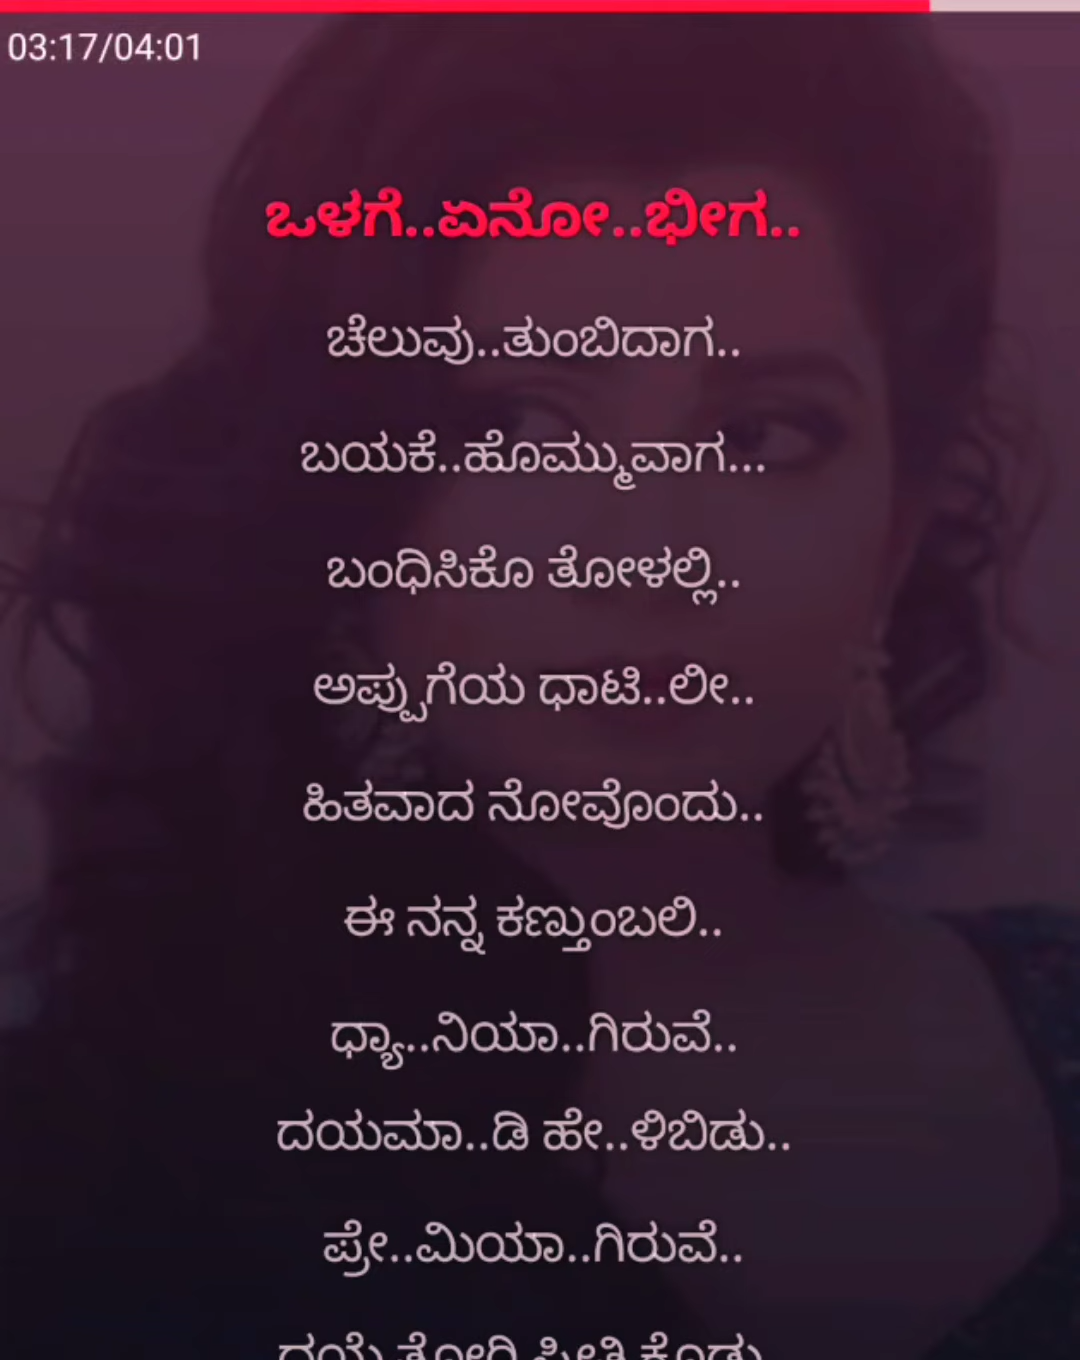 03:17/04:01
ಒಳಗೆ..ಏನೋ..ಭೀಗ..
ಚೆಲುವು..ತುಂಬಿದಾಗ..
ಬಯಕೆ..ಹೊಮ್ಮುವಾಗ...
ಬಂಧಿಸಿಕೊ ತೋಳಲ್ಲಿ..
ಅಪ್ಪುಗೆಯ ಧಾಟಿ..ಲೀ..
ಹಿತವಾದ ನೋವೊಂದು..
ಈ ನನ್ನ ಕಣ್ತುಂಬಲಿ..
ಧ್ಯಾ..ನಿಯಾ..ಗಿರುವೆ..
ದಯಮಾ..ಡಿ ಹೇ..ಳಿಬಿಡು..
ಪ್ರೇ..ಮಿಯಾ..ಗಿರುವೆ..